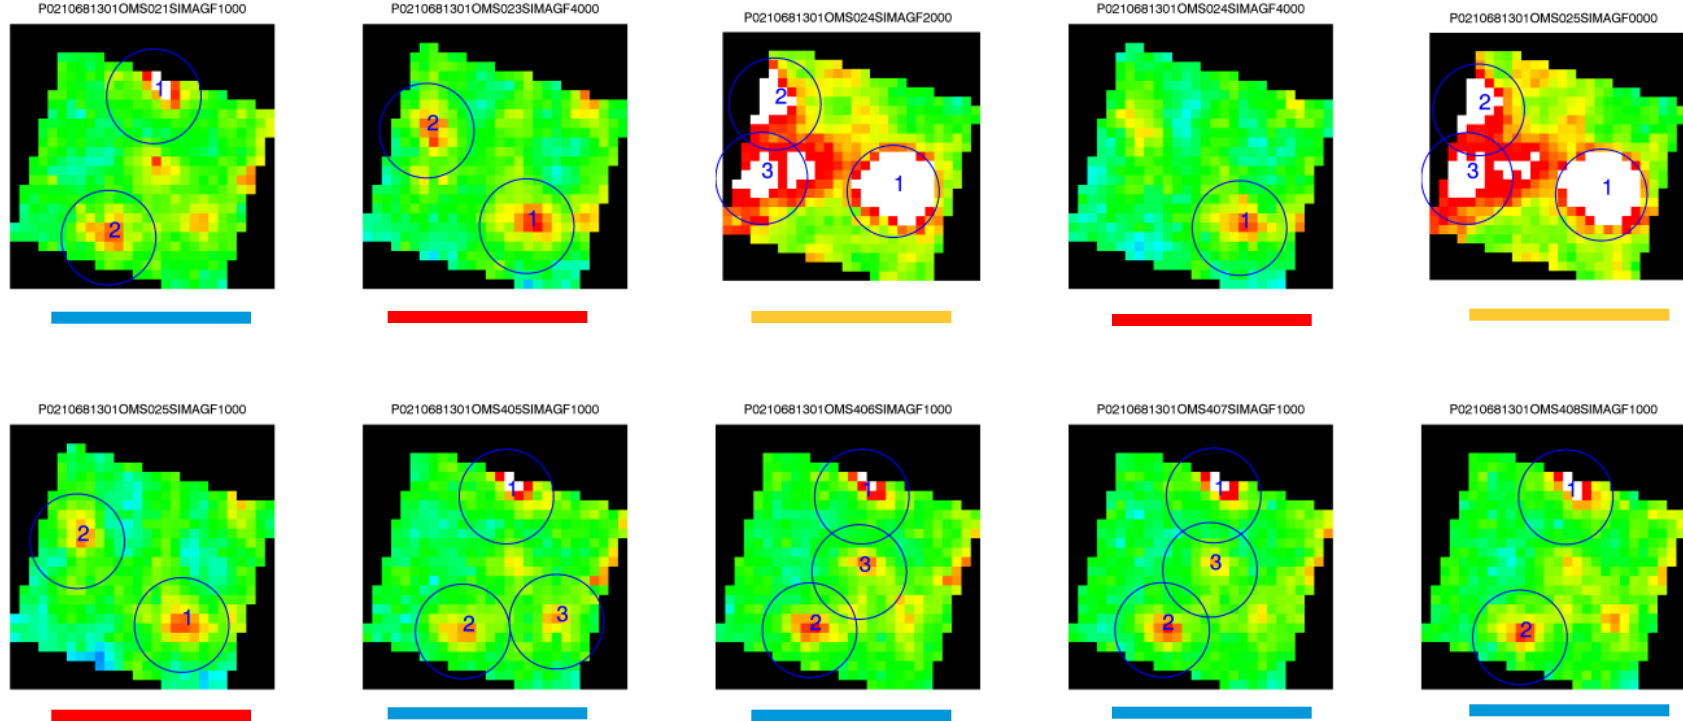 P0210681301OMS021SIMAGF1000
P0210681301OMS023SIMAGF4000
P0210681301OMS024SIMAGF2000
P0210681301OMS024SIMAGF4000
P0210681301OMS025SIMAGF0000
1
2
2
1
2
3
1
1
2
3
1
P0210681301OMS025SIMAGF1000
P0210681301OMS405SIMAGF1000
P0210681301OMS406SIMAGF1000
P0210681301OMS407SIMAGF1000
P0210681301OMS408SIMAGF1000
2
1
1
2
3
1
3
2
1
3
2
1
2